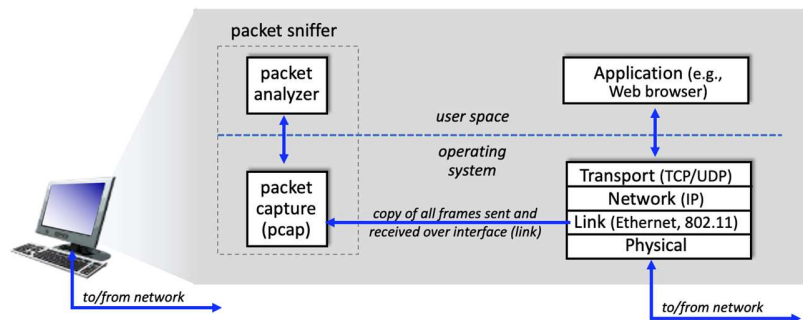 packet sniffer
packet
analyzer
Application (e.g.,
Web browser)
user space
operating
system
packet
capture
(pcap)
copy of all frames sent and
received over interface (link)
Transport (TCP/UDP)
Network (IP)
Link (Ethernet, 802.11)
Physical
to/from network
to/from network